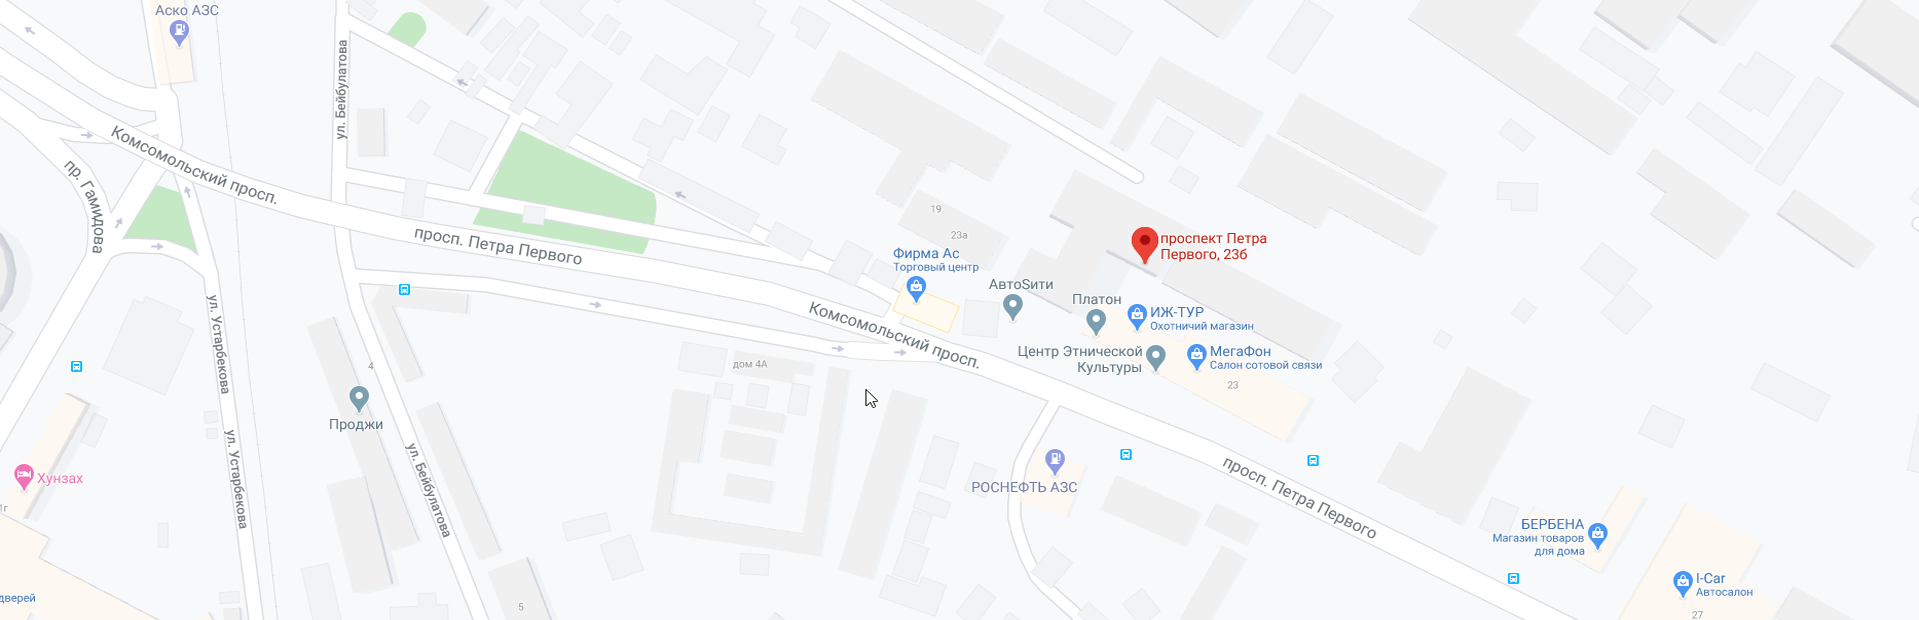 Аско АЗС
ул. Бейбулатова
Комсомольский просп.
пр. Гамидова
просп. Петра Первого
19
23а
Фирма Ас
Торговый центр
проспект Петра
Первого, 23б
АвтоSити
Платон
ИЖ-ТУР
Охотничий магазин
Комсомольский просп.
Центр Этнической
Культуры
МегаФон
Салон сотовой связи
23
ул. Устарбекова
4
дом 4А
Проджи
ул. Устарбекова
ул. Бейбулатова
Хунзах
1г
РОСНЕФТЬ АЗС
просп. Петра Первого
БЕРБЕНА
Магазин товаров
для дома
I-Car
Автосалон
27
дверей
5